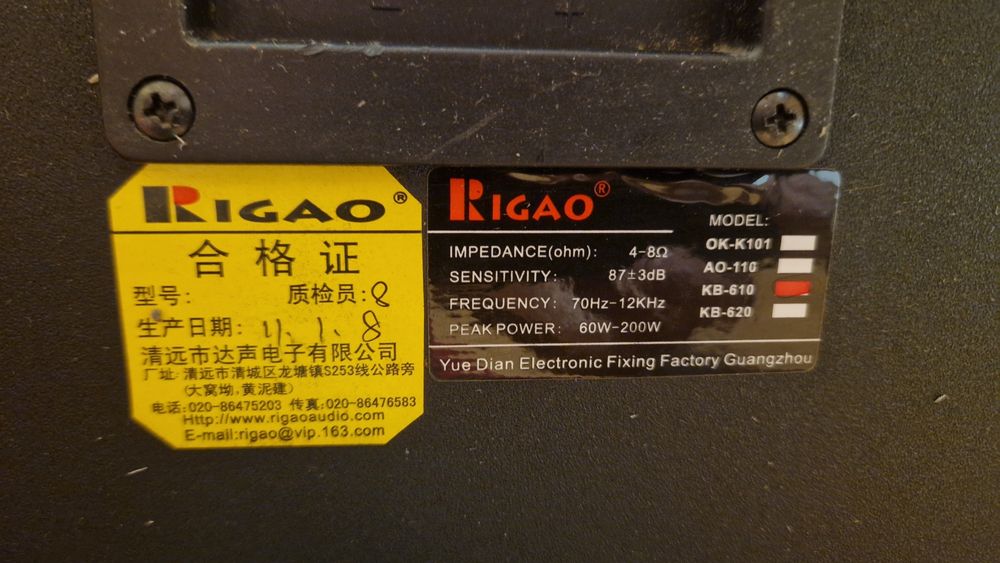 − +
RIGAO®
合格证
型号: 质检员: 8
生产日期: 11、1、8
清远市达声电子有限公司
厂址: 清远市清城区龙塘镇S253线公路旁
(大窝坳,黄泥建)
电话:020-86475203 传真:020-86476583
Http://www.rigaoaudio.com
E-mail:rigao@vip.163.com
RIGAO®
IMPEDANCE(ohm): 4-8Ω
SENSITIVITY: 87±3dB
FREQUENCY: 70Hz-12KHz
PEAK POWER: 60W-200W
MODEL:
OK-K101
AO-110
KB-610
KB-620
Yue Dian Electronic Fixing Factory Guangzhou